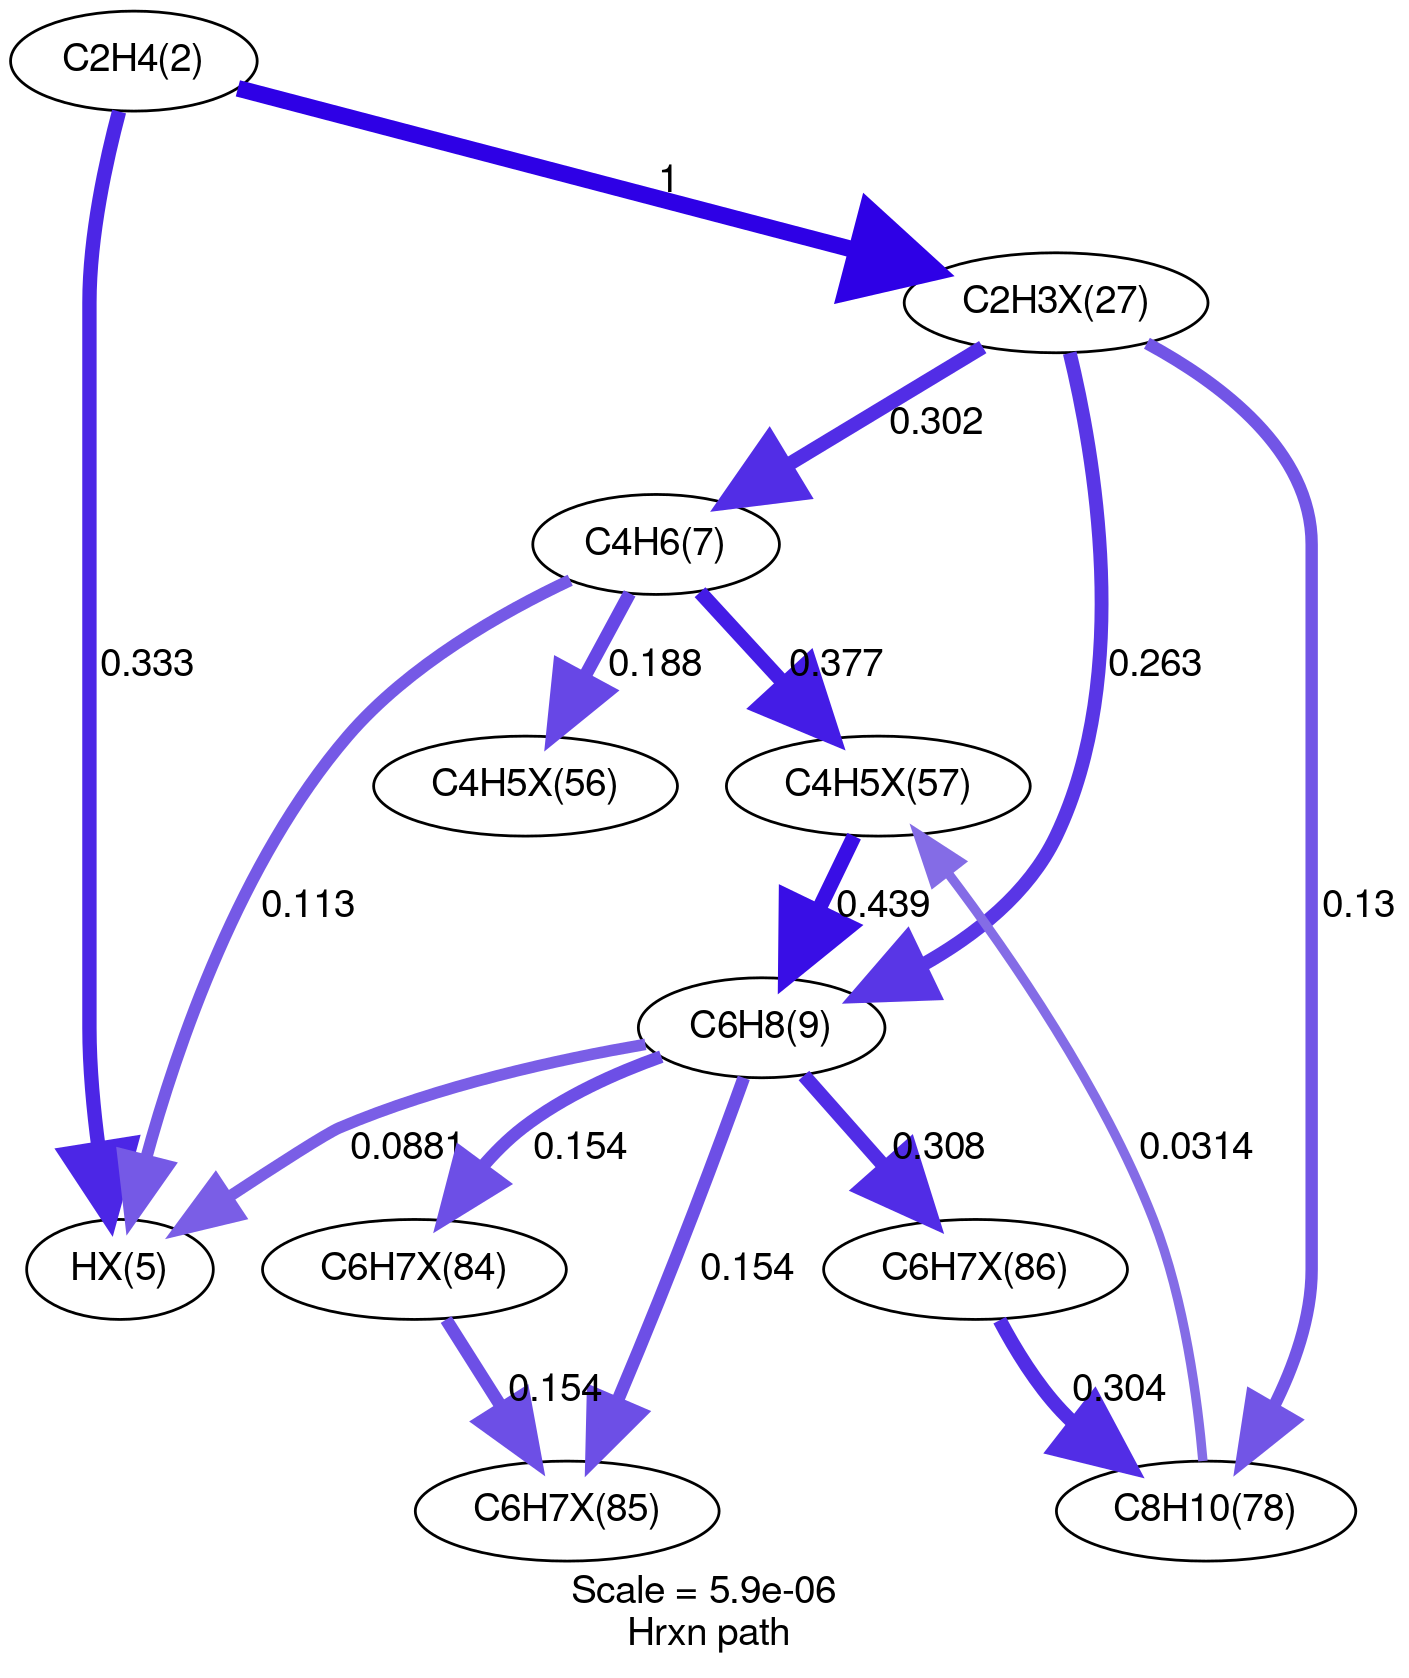 C2H4(2)
1
C2H3X(27)
0.302
C4H6(7)
0.333
0.188
0.377
0.263
C4H5X(56)
C4H5X(57)
0.113
0.439
0.13
C6H8(9)
0.0881
0.154
0.308
0.0314
HX(5)
C6H7X(84)
0.154
C6H7X(86)
0.154
0.304
C6H7X(85)
C8H10(78)
Scale = 5.9e-06
Hrxn path